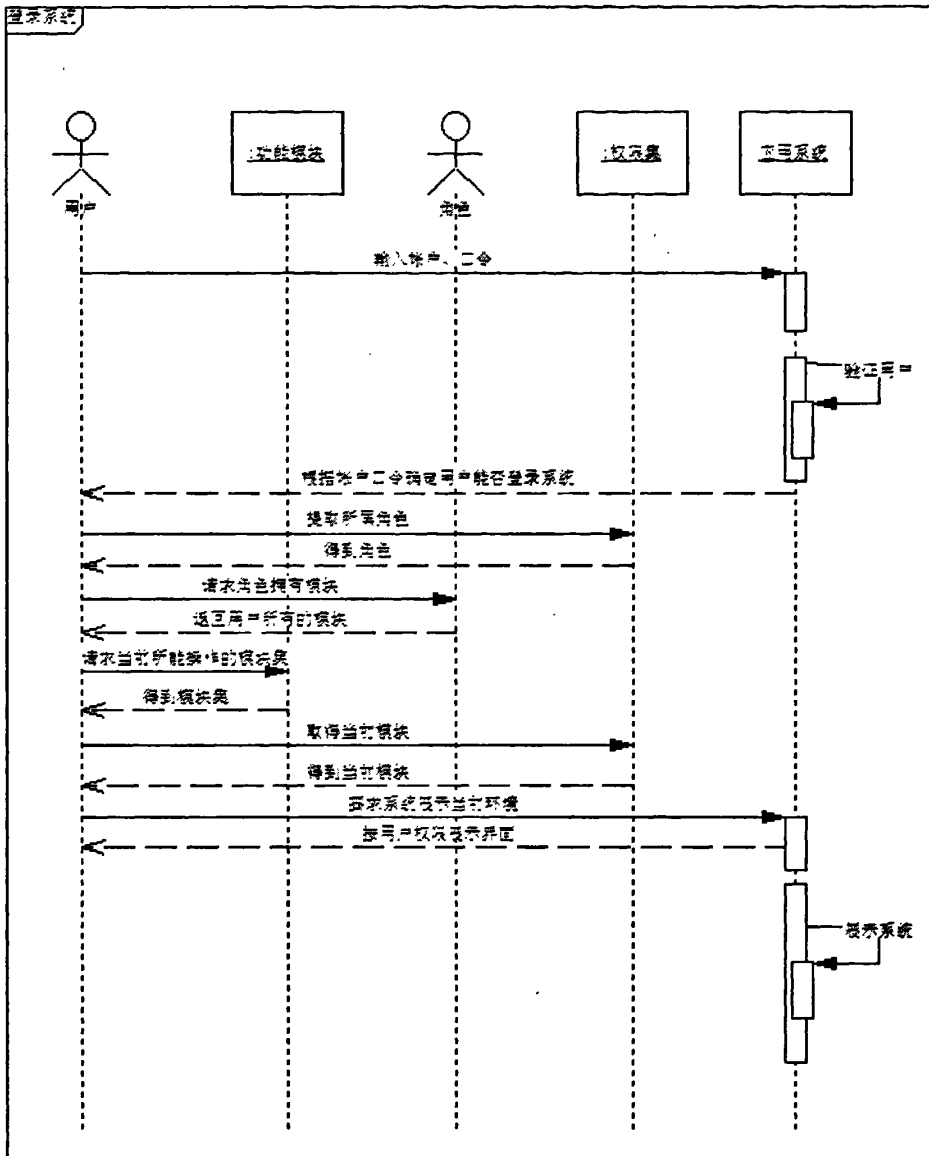 登录系统
用户
:功能模块
角色
:权限集
应用系统
输入帐户、口令
验证用户
根据帐户口令确定用户能否登录系统
提取所属角色
得到角色
请求角色拥有模块
返回用户所有的模块
请求当前所能操作的模块集
得到模块集
取得当前模块
得到当前模块
要求系统展示当前环境
按用户权限展示界面
展示系统